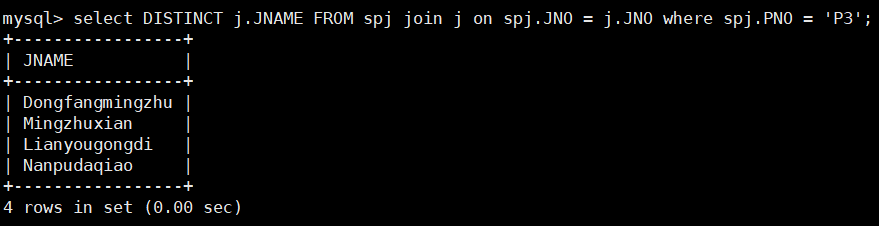 mysql> select DISTINCT j.JNAME FROM spj join j on spj.JNO = j.JNO where spj.PNO = 'P3';
+----------------+
| JNAME          |
+----------------+
| Dongfangmingzhu |
| Mingzhuxian     |
| Lianyougongdi   |
| Nanpudaqiao     |
+----------------+
4 rows in set (0.00 sec)